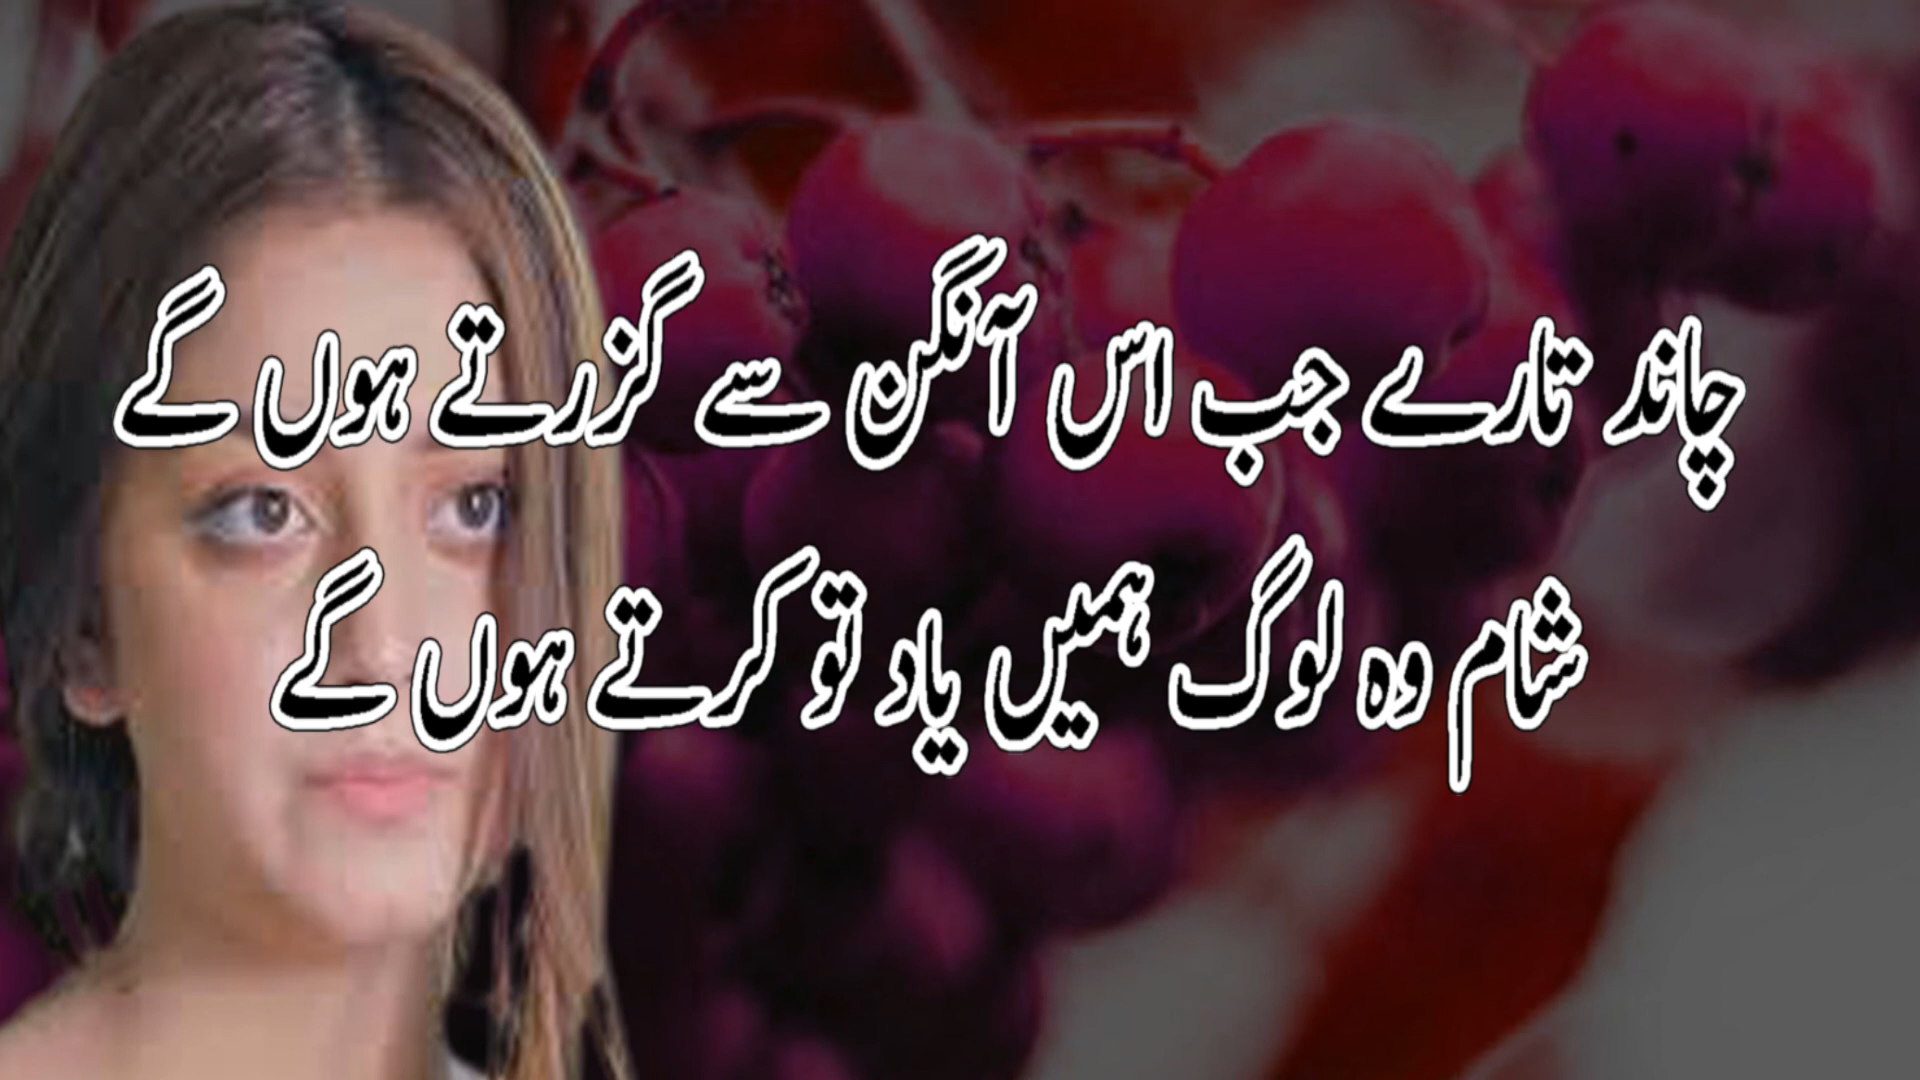 چاند تارے جب اس آنگن سے گزرتے ہوں گے
شام وہ لوگ ہمیں یاد تو کرتے ہوں گے